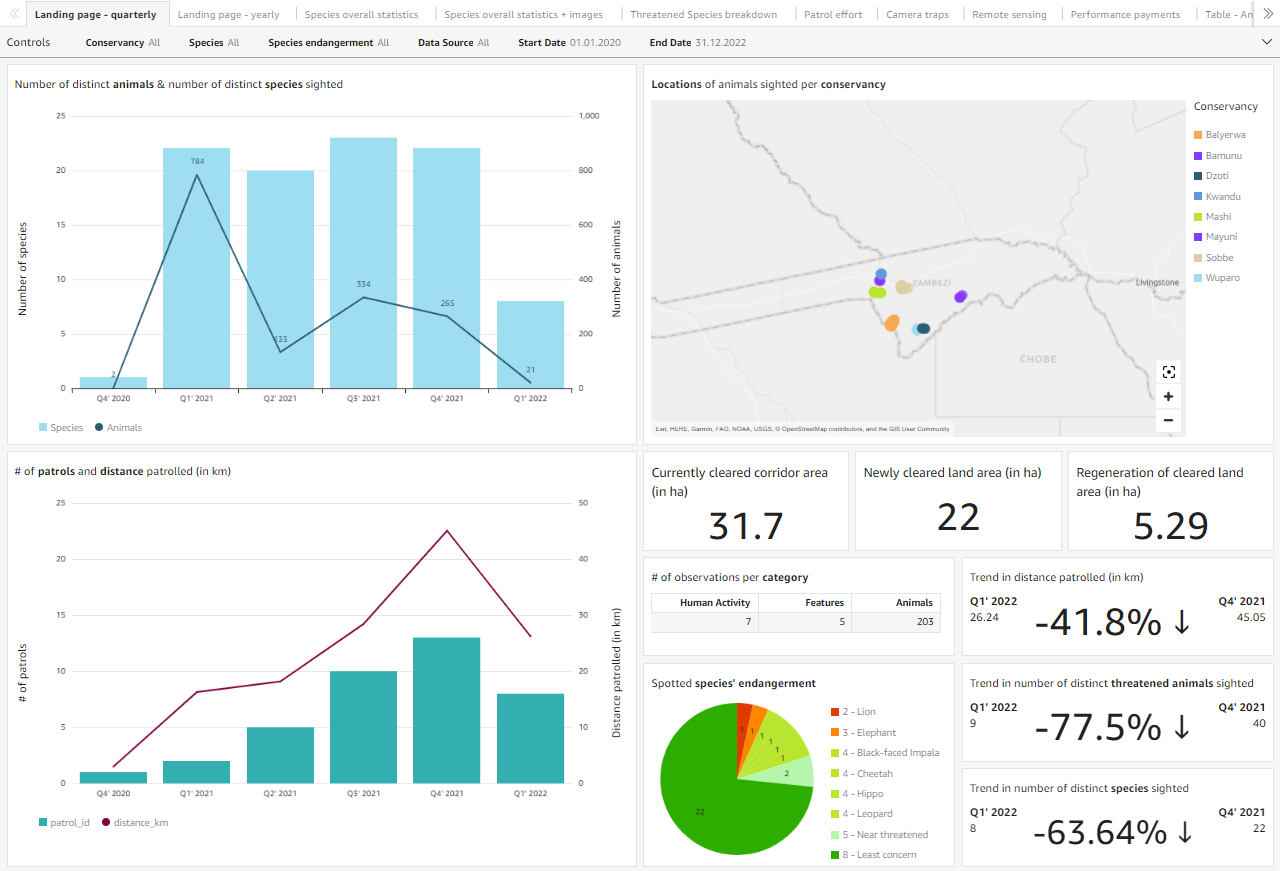 Landing page - quarterly
Landing page - yearly
Species overall statistics
Species overall statistics + images
Threatened Species breakdown
Patrol effort
Camera traps
Remote sensing
Performance payments
Table - An
Controls
Conservancy All
Species All
Species endangerment All
Data Source All
Start Date 01.01.2020
End Date 31.12.2022
Number of distinct animals & number of distinct species sighted
25
20
15
10
5
0
1,000
800
600
400
200
0
Number of species
Number of animals
2
784
133
334
265
21
Q4' 2020
Q1' 2021
Q2' 2021
Q3' 2021
Q4' 2021
Q1' 2022
Species
Animals
Locations of animals sighted per conservancy
ZAMBEZI
Livingstone
CHOBE
+
−
Esri, HERE, Garmin, FAO, NOAA, USGS, © OpenStreetMap contributors, and the GIS User Community
Conservancy
Balyerwa
Bamunu
Dzoti
Kwandu
Mashi
Mayuni
Sobbe
Wuparo
# of patrols and distance patrolled (in km)
25
20
15
10
5
0
50
40
30
20
10
0
# of patrols
Distance patrolled (in km)
Q4' 2020
Q1' 2021
Q2' 2021
Q3' 2021
Q4' 2021
Q1' 2022
patrol_id
distance_km
Currently cleared corridor area
(in ha)
31.7
Newly cleared land area (in ha)
22
Regeneration of cleared land
area (in ha)
5.29
# of observations per category
Human Activity
Features
Animals
7
5
203
Trend in distance patrolled (in km)
Q1' 2022
26.24
-41.8% ↓
Q4' 2021
45.05
Spotted species' endangerment
1
1
1
1
1
1
2
22
2 - Lion
3 - Elephant
4 - Black-faced Impala
4 - Cheetah
4 - Hippo
4 - Leopard
5 - Near threatened
8 - Least concern
Trend in number of distinct threatened animals sighted
Q1' 2022
9
-77.5% ↓
Q4' 2021
40
Trend in number of distinct species sighted
Q1' 2022
8
-63.64% ↓
Q4' 2021
22